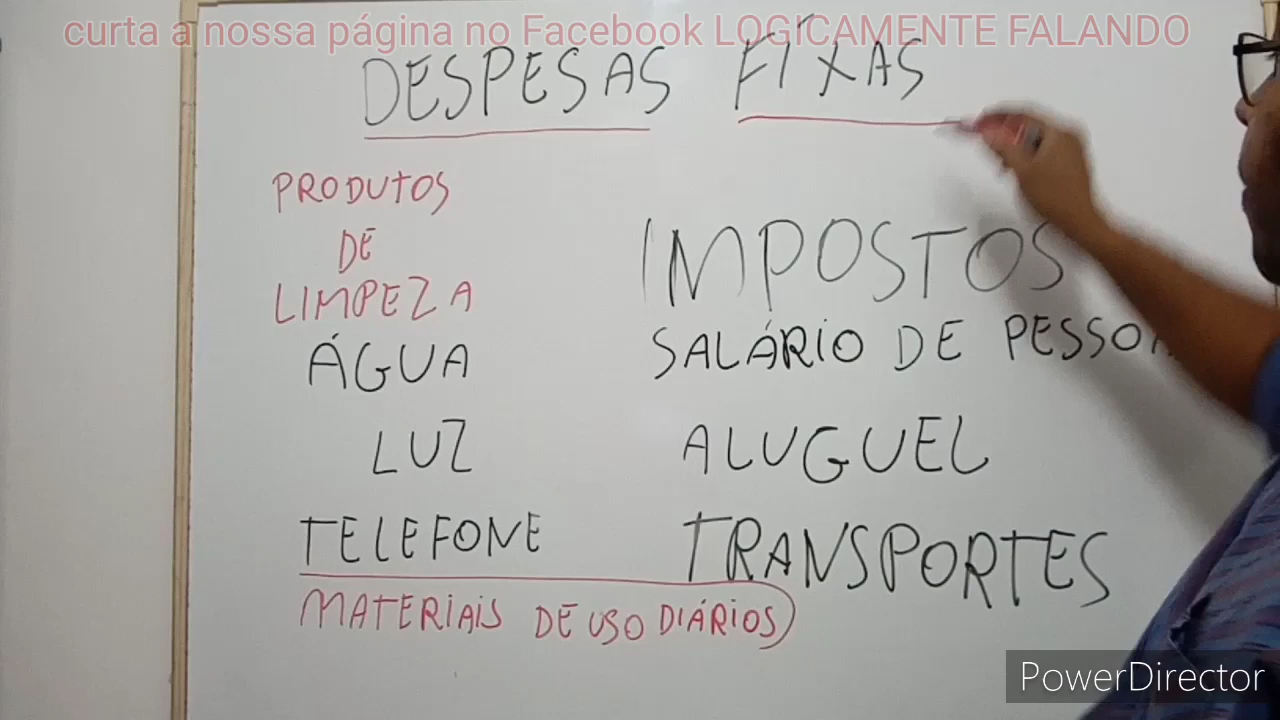 curta a nossa página no Facebook LOGICAMENTE FALANDO
DESPESAS FIXAS
PRODUTOS
DE
LIMPEZA
ÁGUA
LUZ
TELEFONE
MATERIAIS DE USO DIÁRIOS
IMPOSTOS
SALÁRIO DE
ALUGUEL
TRANSPORTES
PowerDirector